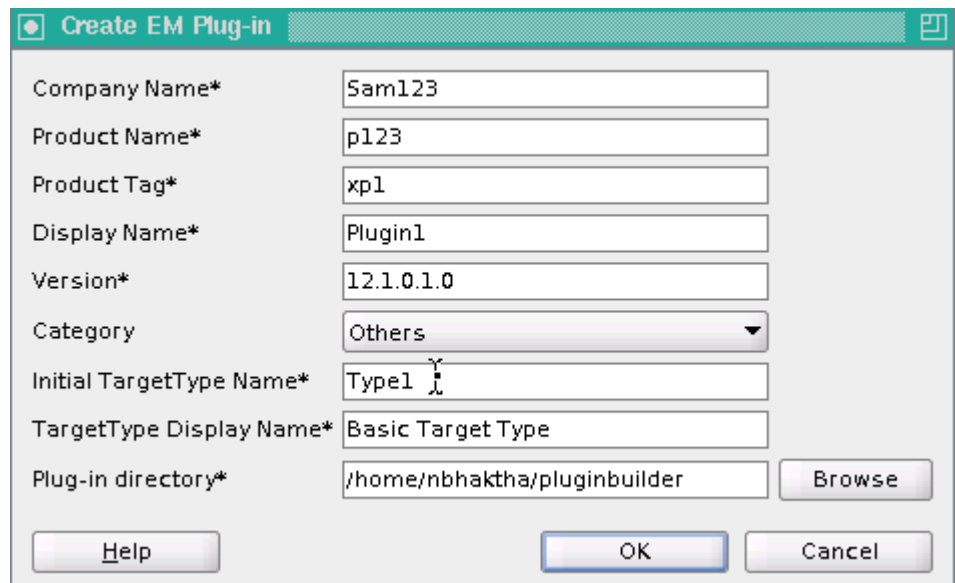 Create EM Plug-in
Company Name* Sam123
Product Name* p123
Product Tag* xp1
Display Name* Plugin1
Version* 12.1.0.1.0
Category Others
Initial TargetType Name* Type1
TargetType Display Name* Basic Target Type
Plug-in directory* /home/nbhaktha/pluginbuilder Browse
Help OK Cancel